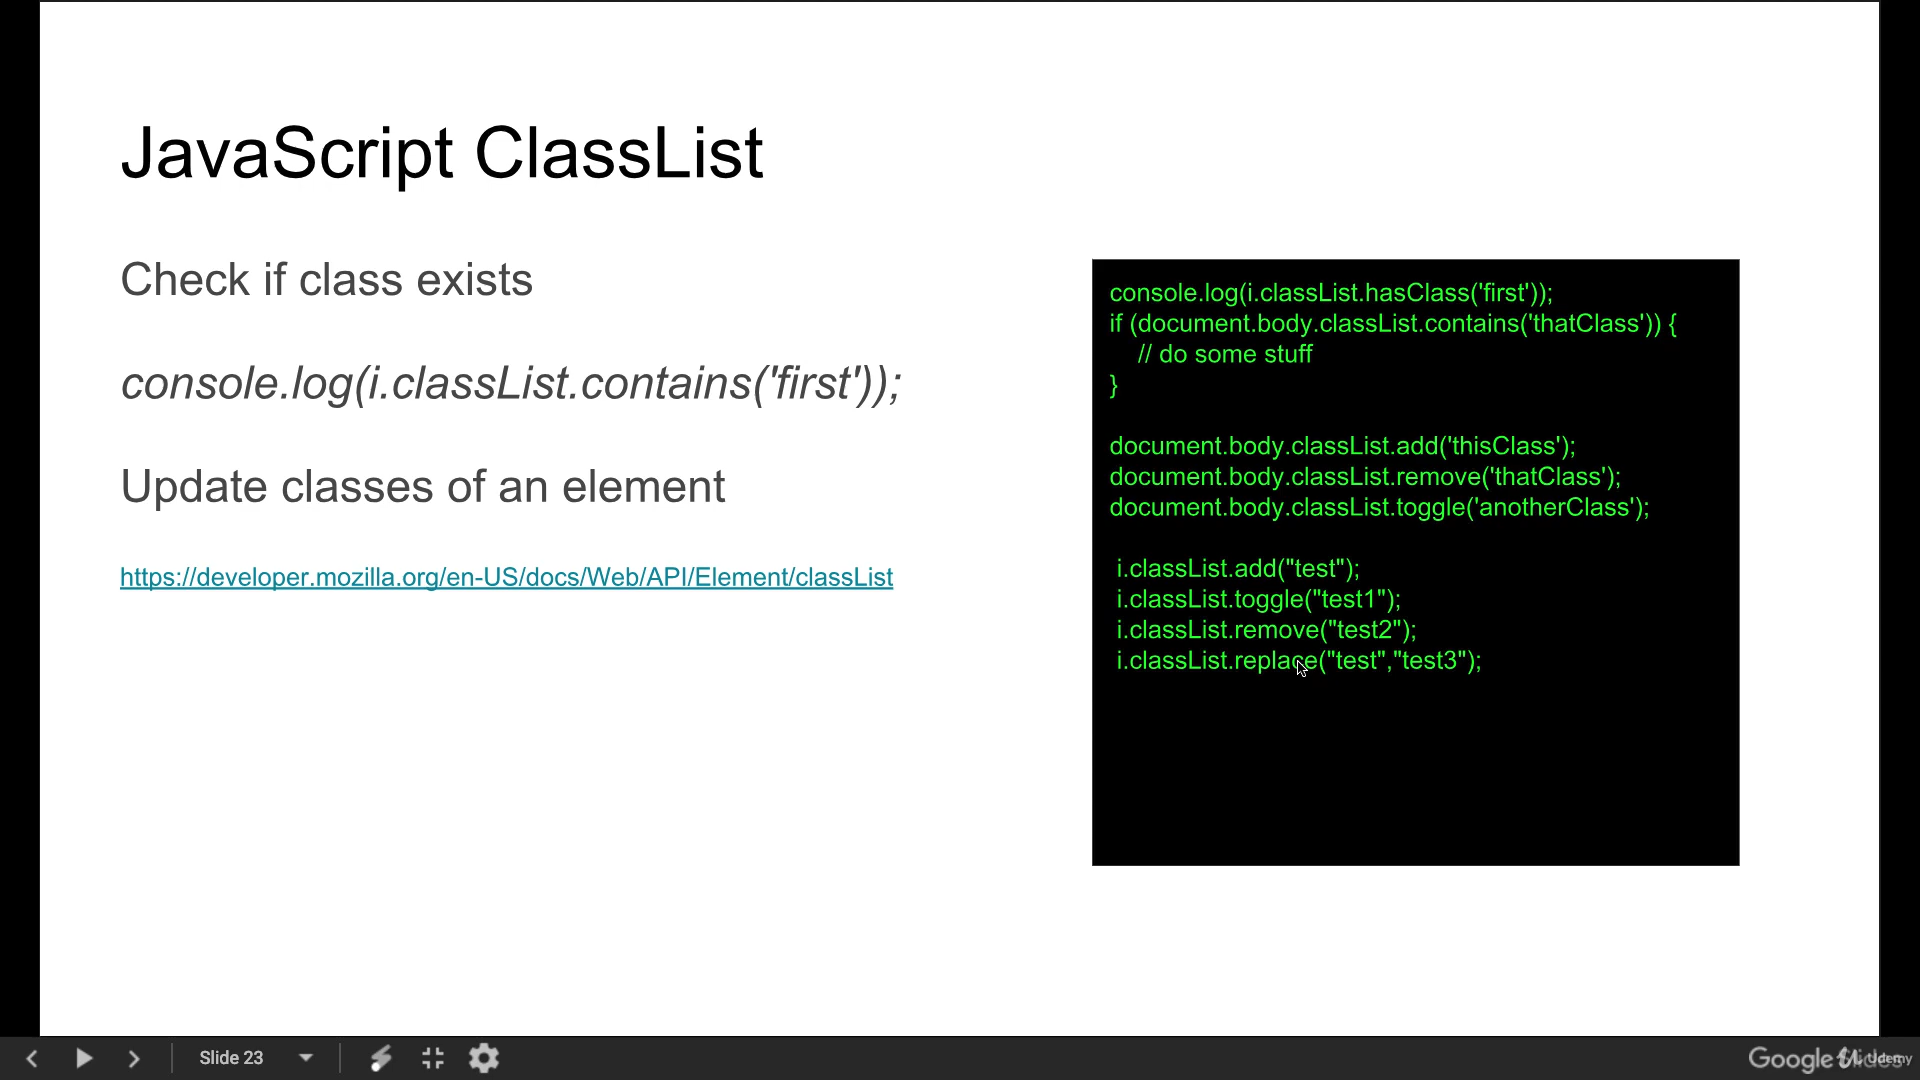 JavaScript ClassList
Check if class exists
console.log(i.classList.contains('first'));
Update classes of an element
https://developer.mozilla.org/en-US/docs/Web/API/Element/classList
console.log(i.classList.hasClass('first'));
if (document.body.classList.contains('thatClass')) {
// do some stuff
}
document.body.classList.add('thisClass');
document.body.classList.remove('thatClass');
document.body.classList.toggle('anotherClass');
i.classList.add("test");
i.classList.toggle("test1");
i.classList.remove("test2");
i.classList.replace("test","test3");
Slide 23
Google Slides
Udemy